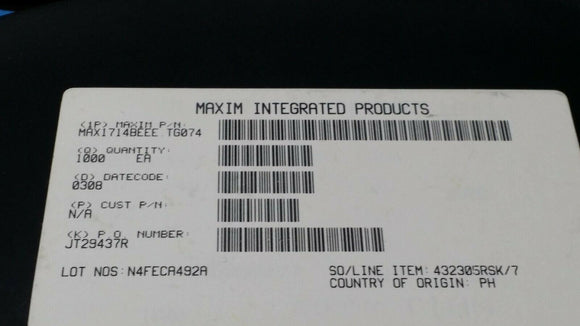 MAXIM INTEGRATED PRODUCTS
(1P) MAXIM P/N:
MAX1714BEEE.TG074
(Q) QUANTITY:
1000 EA
(D) DATECODE:
0308
(P) CUST P/N:
N/A
(K) P.O. NUMBER:
JT29437R
LOT NOS: N4FECA492A
SO/LINE ITEM: 432305RSK/7
COUNTRY OF ORIGIN: PH